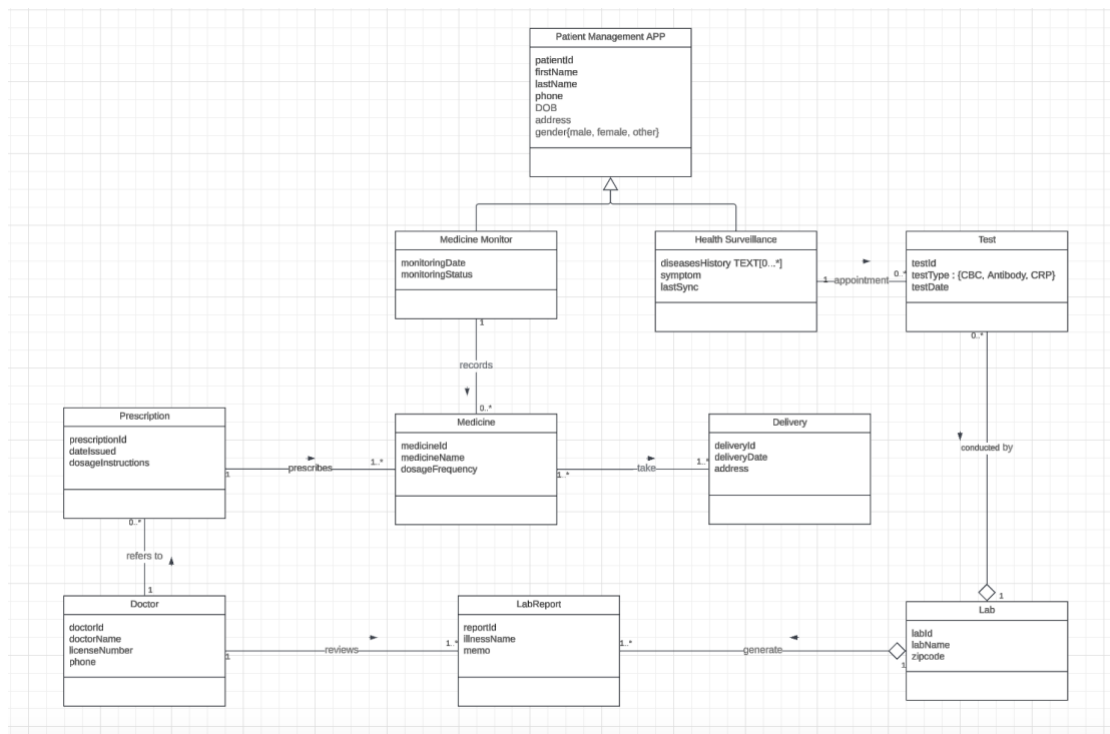 Patient Management APP
patientId
firstName
lastName
phone
DOB
address
gender{male, female, other}
Medicine Monitor
monitoringDate
monitoringStatus
Health Surveillance
diseasesHistory TEXT[0...*]
symptom
lastSync
1 appointment 0..*
Test
testId
testType : {CBC, Antibody, CRP}
testDate
1
records
0..*
0..*
conducted by
1
Prescription
prescriptionId
dateIssued
dosageInstructions
1 prescribes 1..*
Medicine
medicineId
medicineName
dosageFrequency
1..* take 1..*
Delivery
deliveryId
deliveryDate
address
0..*
refers to
1
Doctor
doctorId
doctorName
licenseNumber
phone
1 reviews 1..*
LabReport
reportId
illnessName
memo
1..* generate 1
Lab
labId
labName
zipcode